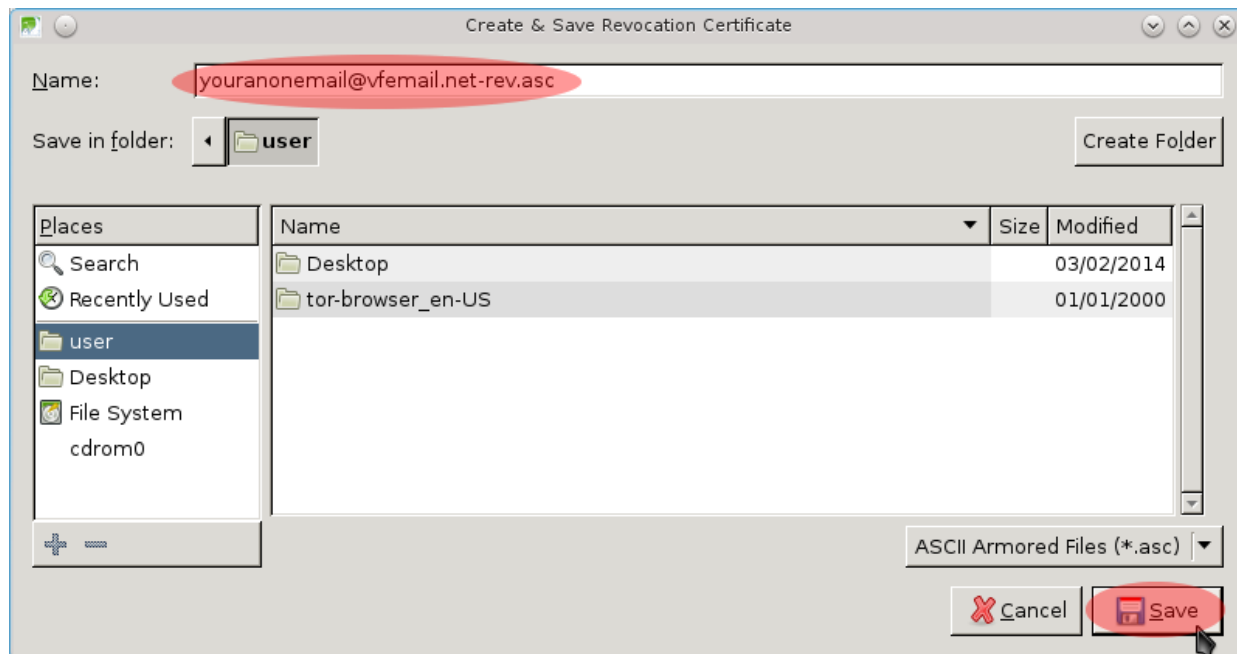 Create & Save Revocation Certificate
Name: youranonemail@vfemail.net-rev.asc
Save in folder: user Create Folder
Places Name Size Modified
Search Desktop 03/02/2014
Recently Used tor-browser_en-US 01/01/2000
user
Desktop
File System
cdrom0
ASCII Armored Files (*.asc)
Cancel Save